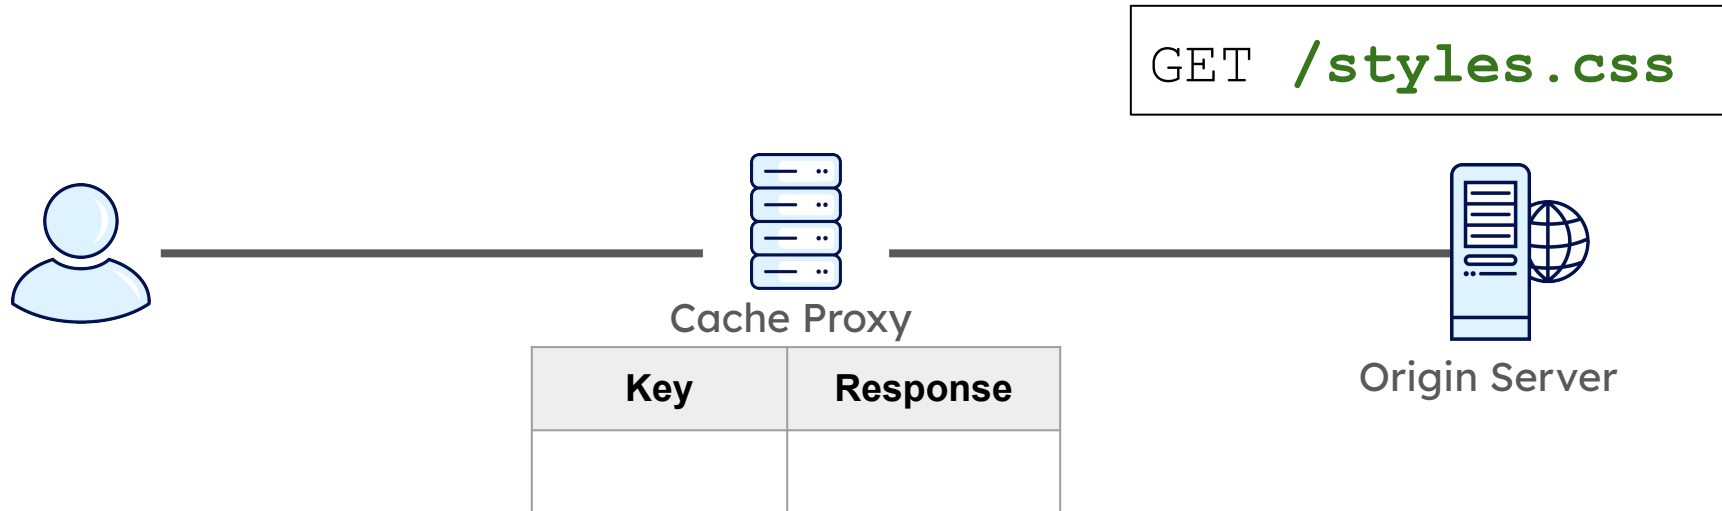 GET /styles.css
Cache Proxy
Key Response
Origin Server